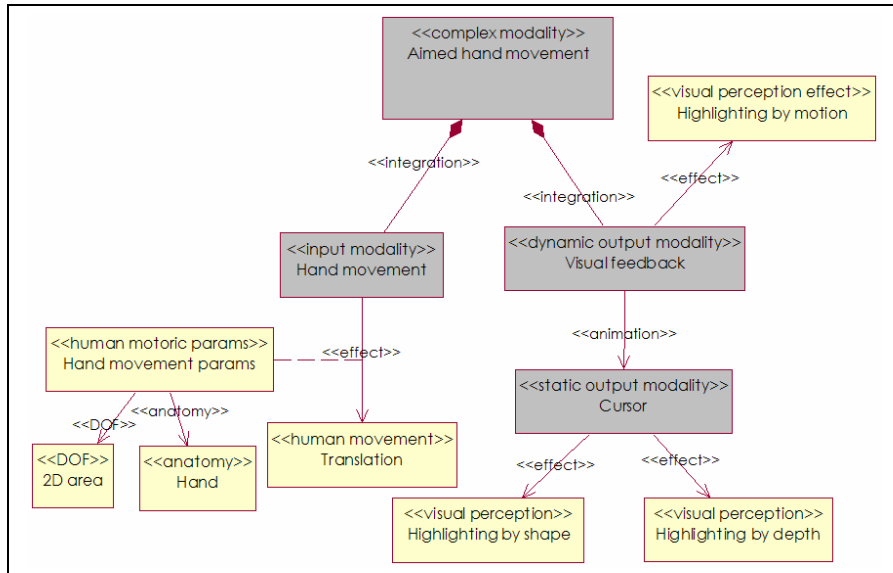 <<complex modality>>
Aimed hand movement
<<visual perception effect>>
Highlighting by motion
<<integration>>
<<effect>>
<<integration>>
<<input modality>>
Hand movement
<<dynamic output modality>>
Visual feedback
<<human motoric params>>
Hand movement params
<<effect>>
<<animation>>
<<static output modality>>
Cursor
<<anatomy>>
<<DOF>>
<<DOF>>
2D area
<<anatomy>>
Hand
<<human movement>>
Translation
<<effect>>
<<effect>>
<<visual perception>>
Highlighting by shape
<<visual perception>>
Highlighting by depth